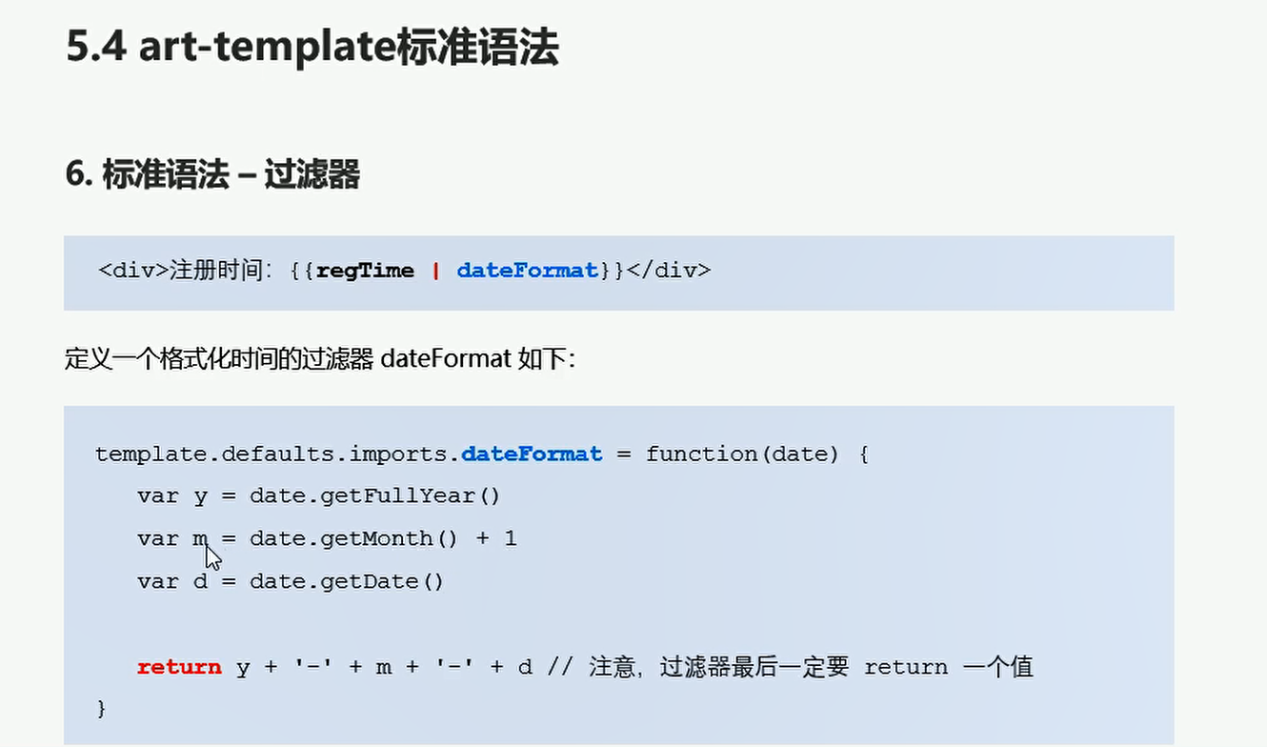 5.4 art-template标准语法
6. 标准语法 – 过滤器
<div>注册时间: {{regTime | dateFormat}}</div>
定义一个格式化时间的过滤器 dateFormat 如下:
template.defaults.imports.dateFormat = function(date) {
var y = date.getFullYear()
var m = date.getMonth() + 1
var d = date.getDate()
return y + '-' + m + '-' + d // 注意, 过滤器最后一定要 return 一个值
}